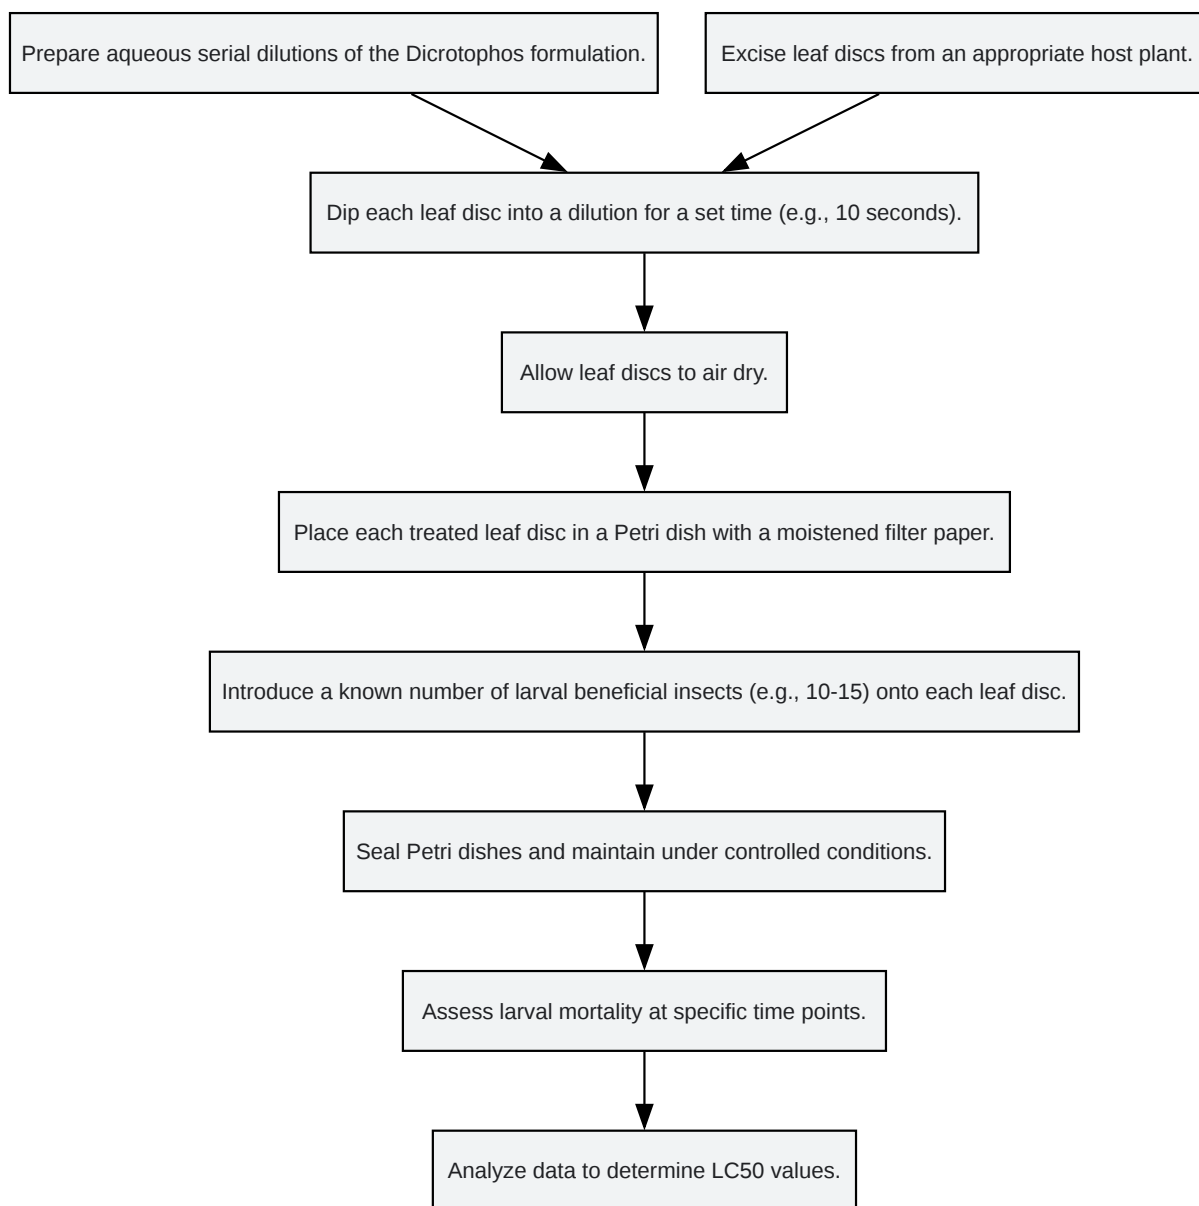 Prepare aqueous serial dilutions of the Dicrotophos formulation.
Excise leaf discs from an appropriate host plant.
Dip each leaf disc into a dilution for a set time (e.g., 10 seconds).
Allow leaf discs to air dry.
Place each treated leaf disc in a Petri dish with a moistened filter paper.
Introduce a known number of larval beneficial insects (e.g., 10-15) onto each leaf disc.
Seal Petri dishes and maintain under controlled conditions.
Assess larval mortality at specific time points.
Analyze data to determine LC50 values.